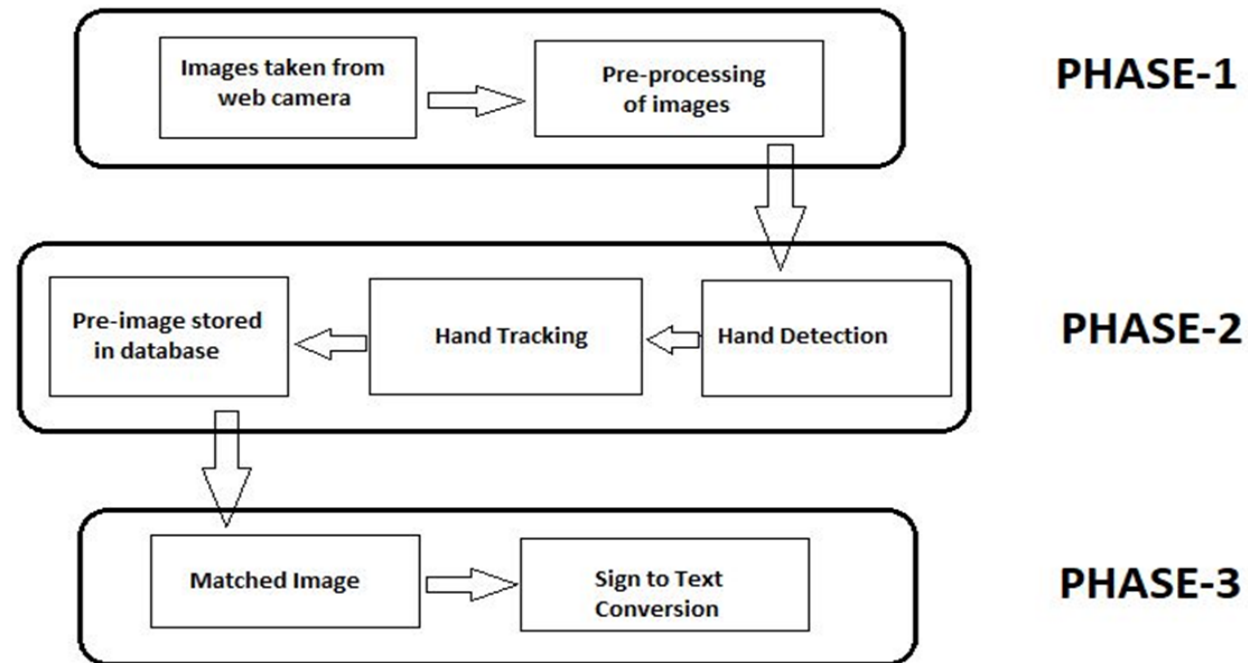 Images taken from
web camera
Pre-processing
of images
PHASE-1
Pre-image stored
in database
Hand Tracking
Hand Detection
PHASE-2
Matched Image
Sign to Text
Conversion
PHASE-3